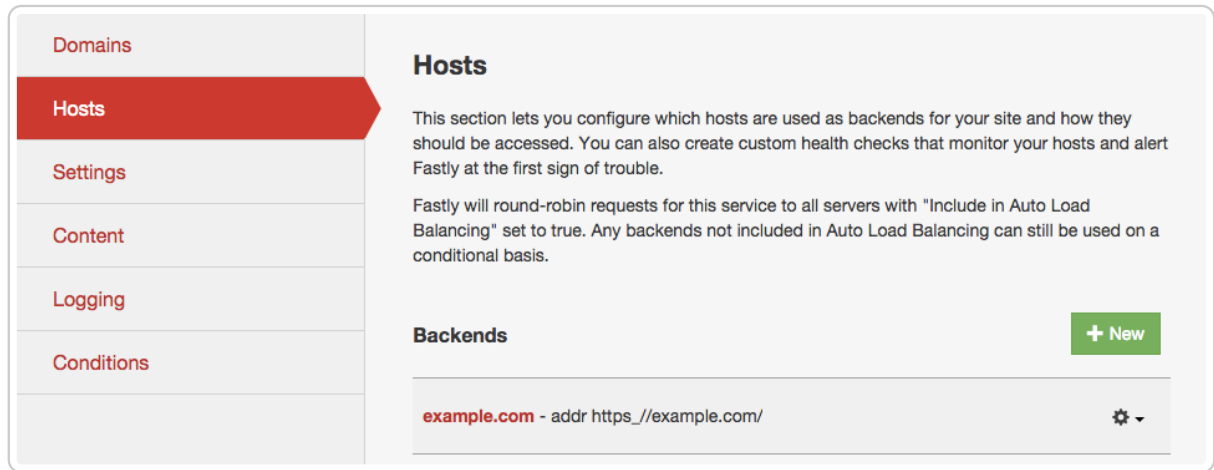 Domains
Hosts
Settings
Content
Logging
Conditions
Hosts
This section lets you configure which hosts are used as backends for your site and how they
should be accessed. You can also create custom health checks that monitor your hosts and alert
Fastly at the first sign of trouble.
Fastly will round-robin requests for this service to all servers with "Include in Auto Load
Balancing" set to true. Any backends not included in Auto Load Balancing can still be used on a
conditional basis.
Backends
+ New
example.com - addr https_//example.com/